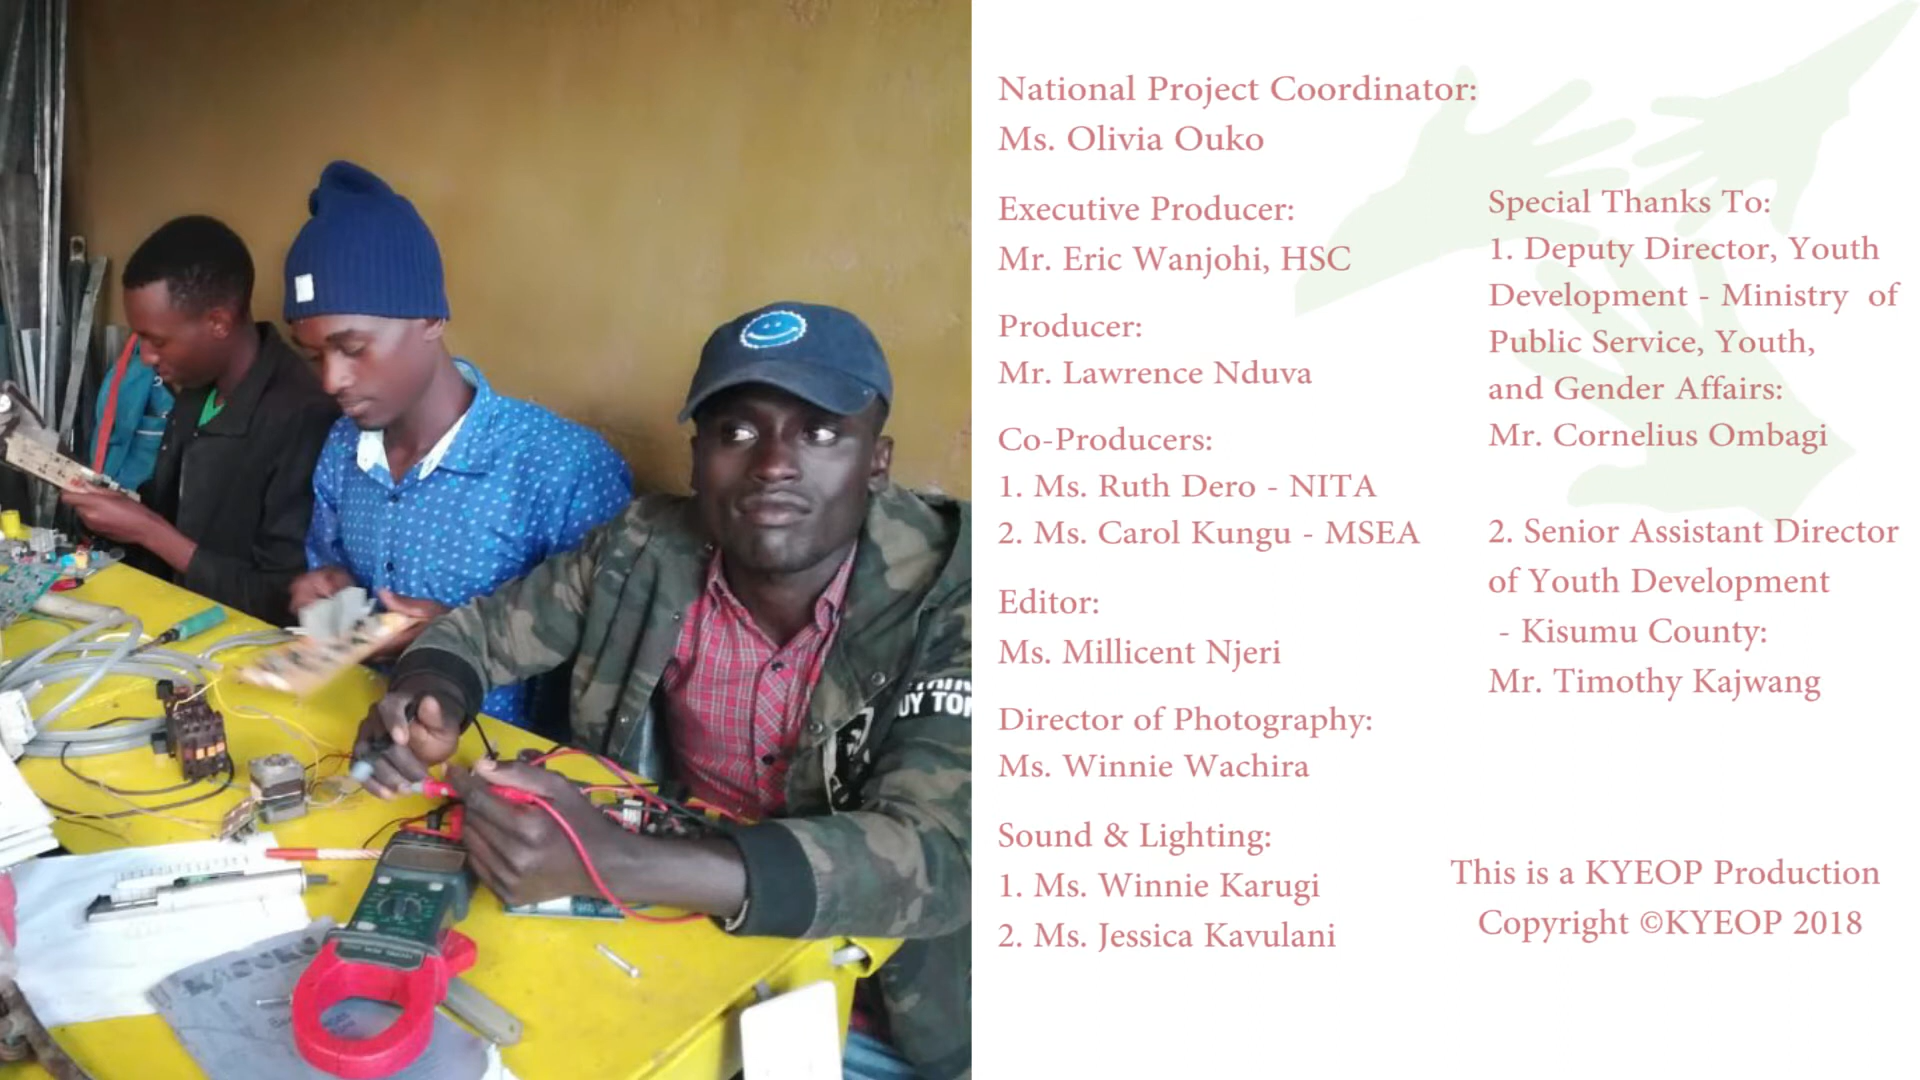 National Project Coordinator:
Ms. Olivia Ouko
Executive Producer:
Mr. Eric Wanjohi, HSC
Producer:
Mr. Lawrence Nduva
Co-Producers:
1. Ms. Ruth Dero - NITA
2. Ms. Carol Kungu - MSEA
Editor:
Ms. Millicent Njeri
Director of Photography:
Ms. Winnie Wachira
Sound & Lighting:
1. Ms. Winnie Karugi
2. Ms. Jessica Kavulani
Special Thanks To:
1. Deputy Director, Youth
Development - Ministry of
Public Service, Youth,
and Gender Affairs:
Mr. Cornelius Ombagi
2. Senior Assistant Director
of Youth Development
- Kisumu County:
Mr. Timothy Kajwang
This is a KYEOP Production
Copyright ©KYEOP 2018